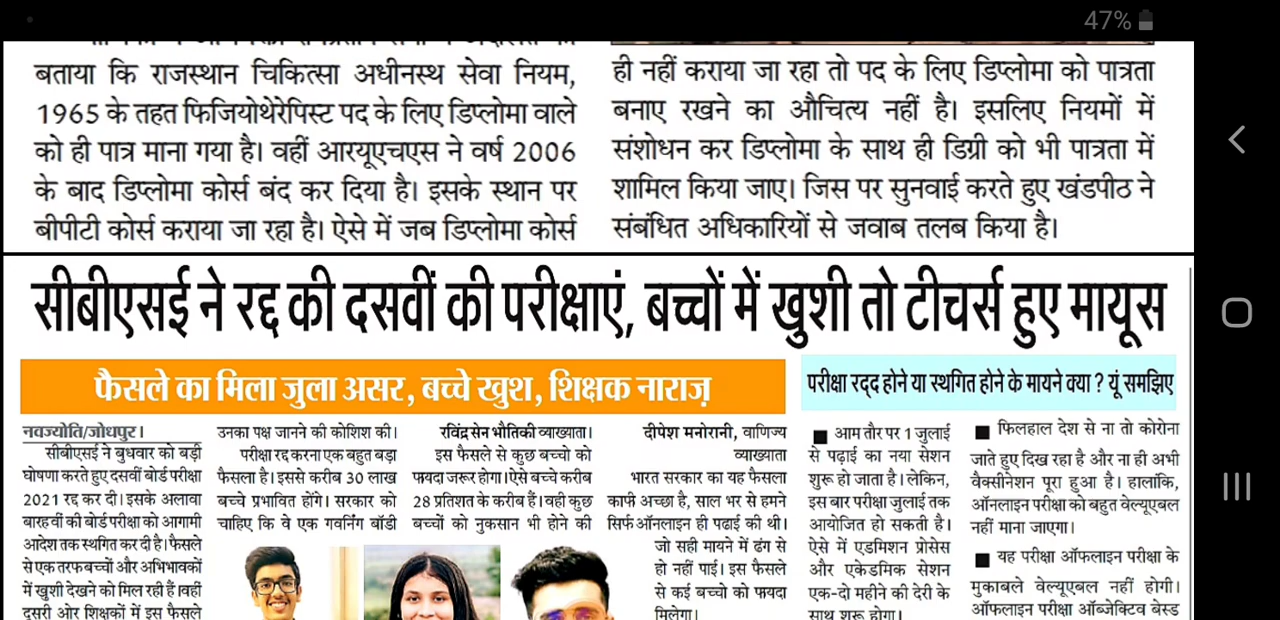 47%
बताया कि राजस्थान चिकित्सा अधीनस्थ सेवा नियम,
1965 के तहत फिजियोथेरेपिस्ट पद के लिए डिप्लोमा वाले
को ही पात्र माना गया है। वहीं आरयूएचएस ने वर्ष 2006
के बाद डिप्लोमा कोर्स बंद कर दिया है। इसके स्थान पर
बीपीटी कोर्स कराया जा रहा है। ऐसे में जब डिप्लोमा कोर्स
ही नहीं कराया जा रहा तो पद के लिए डिप्लोमा को पात्रता
बनाए रखने का औचित्य नहीं है। इसलिए नियमों में
संशोधन कर डिप्लोमा के साथ ही डिग्री को भी पात्रता में
शामिल किया जाए। जिस पर सुनवाई करते हुए खंडपीठ ने
संबंधित अधिकारियों से जवाब तलब किया है।
सीबीएसई ने रद्द की दसवीं की परीक्षाएं, बच्चों में खुशी तो टीचर्स हुए मायूस
फैसले का मिला जुला असर, बच्चे खुश, शिक्षक नाराज़
नवज्योति/जोधपुर।
सीबीएसई ने बुधवार को बड़ी
घोषणा करते हुए दसवीं बोर्ड परीक्षा
2021 रद्द कर दी। इसके अलावा
बारहवीं की बोर्ड परीक्षा को आगामी
आदेश तक स्थगित कर दी है। फैसले
से एक तरफ बच्चों और अभिभावकों
में खुशी देखने को मिल रही हैं।वहीं
दूसरी ओर शिक्षकों में इस फैसले
उनका पक्ष जानने की कोशिश की।
परीक्षा रद्द करना एक बहुत बड़ा
फैसला है। इससे करीब 30 लाख
बच्चे प्रभावित होंगे। सरकार को
चाहिए कि वे एक गवर्निंग बॉडी
रविंद्र सेन भौतिकी व्याख्याता।
इस फैसले से कुछ बच्चो को
फायदा जरूर होगा।ऐसे बच्चे करीब
28 प्रतिशत के करीब हैं।वही कुछ
बच्चों को नुकसान भी होने की
दीपेश मनोरानी, वाणिज्य
व्याख्याता
भारत सरकार का यह फैसला
काफी अच्छा है, साल भर से हमने
सिर्फ ऑनलाइन ही पढाई की थी।
जो सही मायने में ढंग से
हो नहीं पाई। इस फैसले
से कई बच्चो को फायदा
मिलेगा।
परीक्षा रद्द होने या स्थगित होने के मायने क्या ? यूं समझिए
■ आम तौर पर 1 जुलाई
से पढ़ाई का नया सेशन
शुरू हो जाता है। लेकिन,
इस बार परीक्षा जुलाई तक
आयोजित हो सकती है।
ऐसे में एडमिशन प्रोसेस
और एकेडमिक सेशन
एक-दो महीने की देरी के
साथ शुरू होगा।
■ फिलहाल देश से ना तो कोरोना
जाते हुए दिख रहा है और ना ही अभी
वैक्सीनेशन पूरा हुआ है। हालांकि,
ऑनलाइन परीक्षा को बहुत वेल्यूएबल
नहीं माना जाएगा।
■ यह परीक्षा ऑफलाइन परीक्षा के
मुकाबले वेल्यूएबल नहीं होगी।
ऑफलाइन परीक्षा ऑब्जेक्टिव बेस्ड